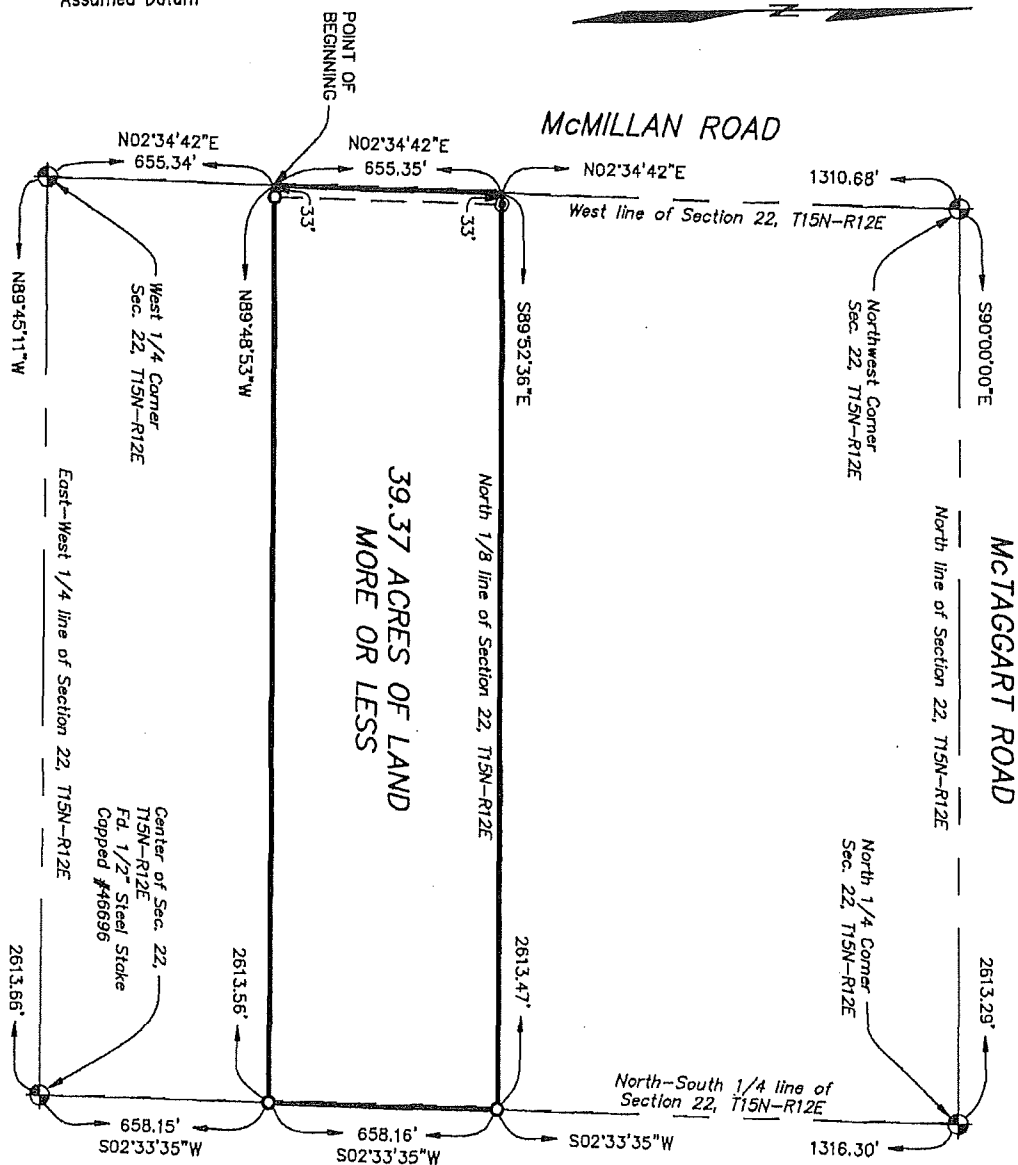 Assumed Datum
N
POINT OF
BEGINNING
McMILLAN ROAD
N02°34'42"E
655.34'
N02°34'42"E
655.35'
N02°34'42"E
1310.68'
33'
33'
West line of Section 22, T15N-R12E
N89°45'11"W
West 1/4 Corner
Sec. 22, T15N-R12E
N89°48'53"W
S89°52'36"E
Northwest Corner
Sec. 22, T15N-R12E
S90°00'00"E
McTAGGART ROAD
North line of Section 22, T15N-R12E
North 1/8 line of Section 22, T15N-R12E
39.37 ACRES OF LAND
MORE OR LESS
East-West 1/4 line of Section 22, T15N-R12E
Center of Sec. 22,
T15N-R12E
Fd. 1/2" Steel Stake
Capped #46696
North 1/4 Corner
Sec. 22, T15N-R12E
2613.66'
2613.56'
2613.47'
2613.29'
North-South 1/4 line of
Section 22, T15N-R12E
658.15'
S02°33'35"W
658.16'
S02°33'35"W
S02°33'35"W
1316.30'